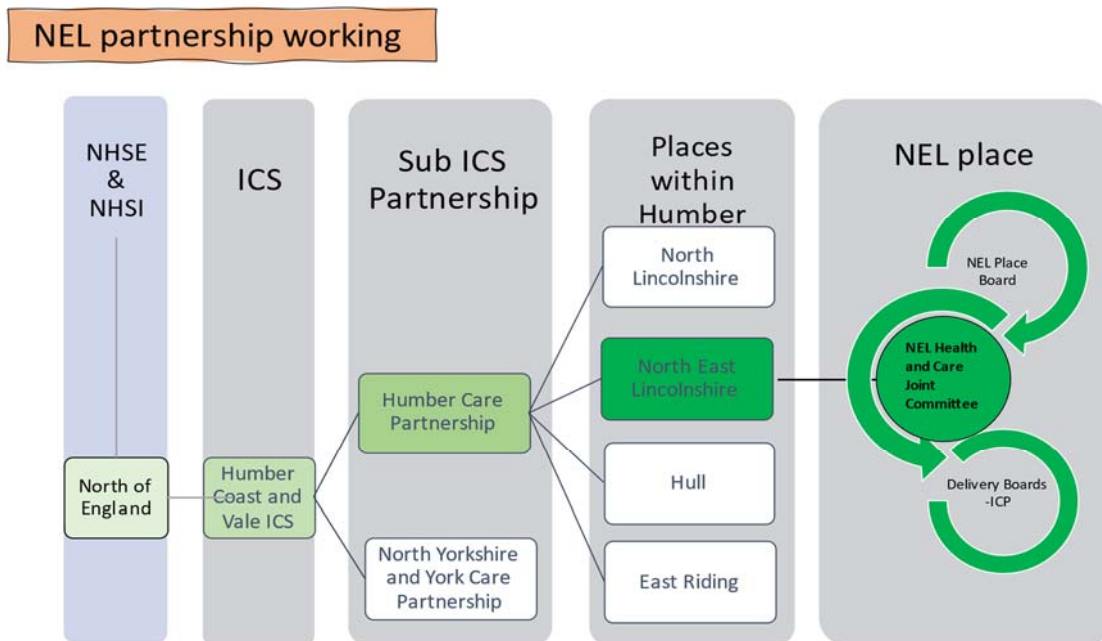 NEL partnership working
NHSE
&
NHSI
North of
England
ICS
Humber
Coast and
Vale ICS
Sub ICS
Partnership
Humber Care
Partnership
North Yorkshire
and York Care
Partnership
Places
within
Humber
North
Lincolnshire
North East
Lincolnshire
Hull
East Riding
NEL place
NEL Place
Board
NEL Health
and Care
Joint
Committee
Delivery Boards
-ICP